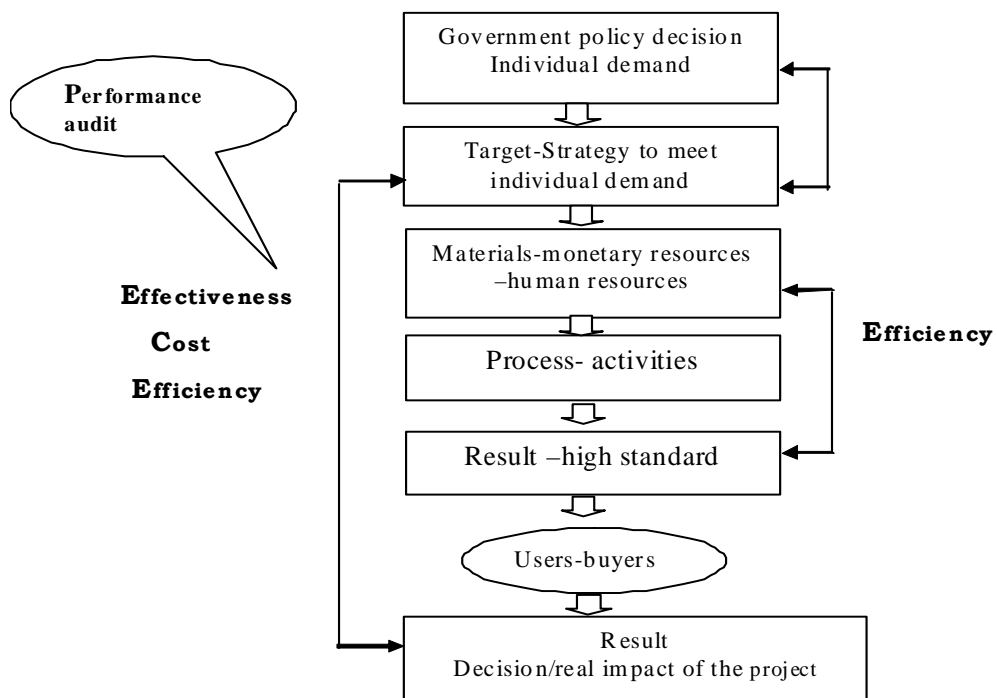 Government policy decision
Individual demand
Performance
audit
Target-Strategy to meet
individual demand
Materials-monetary resources
–human resources
Effectiveness
Cost
Efficiency
Efficiency
Process- activities
Result –high standard
Users-buyers
Result
Decision/real impact of the project